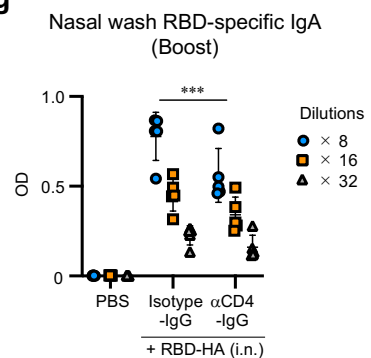 g
Nasal wash RBD-specific IgA
(Boost)
***
1.0
0.5
0
OD
Dilutions
× 8
× 16
× 32
PBS
Isotype
-IgG
αCD4
-IgG
+ RBD-HA (i.n.)